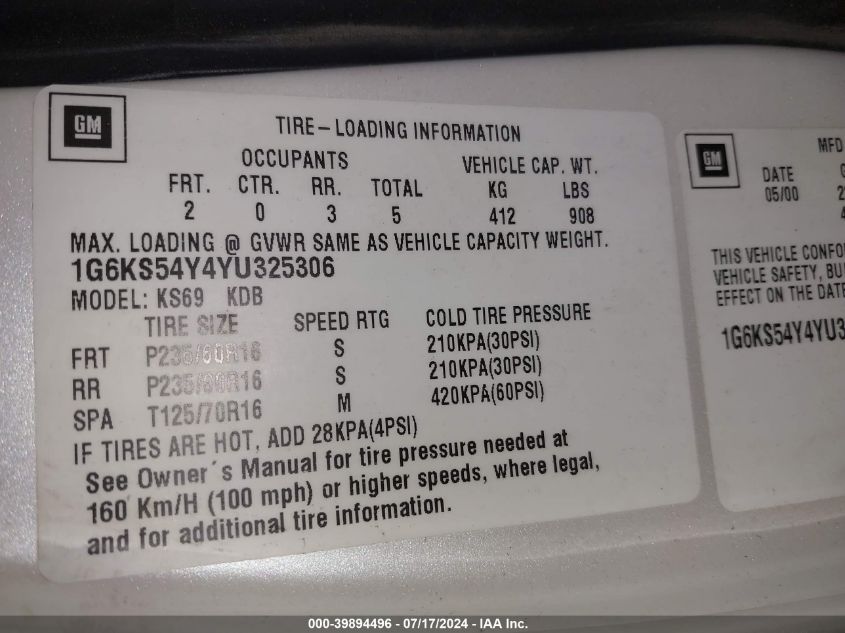 GM
TIRE-LOADING INFORMATION
OCCUPANTS VEHICLE CAP. WT.
FRT. CTR. RR. TOTAL KG LBS
2 0 3 5 412 908
MAX. LOADING @ GVWR SAME AS VEHICLE CAPACITY WEIGHT.
1G6KS54Y4YU325306
MODEL: KS69 KDB
TIRE SIZE SPEED RTG COLD TIRE PRESSURE
FRT P235/60R16 S 210KPA(30PSI)
RR P235/60R16 S 210KPA(30PSI)
SPA T125/70R16 M 420KPA(60PSI)
IF TIRES ARE HOT, ADD 28KPA(4PSI)
See Owner´s Manual for tire pressure needed at
160 Km/H (100 mph) or higher speeds, where legal,
and for additional tire information.
GM
MFD
DATE
05/00
THIS VEHICLE CONFO
VEHICLE SAFETY, BU
EFFECT ON THE DATE
1G6KS54Y4YU3
000-39894496 - 07/17/2024 - IAA Inc.